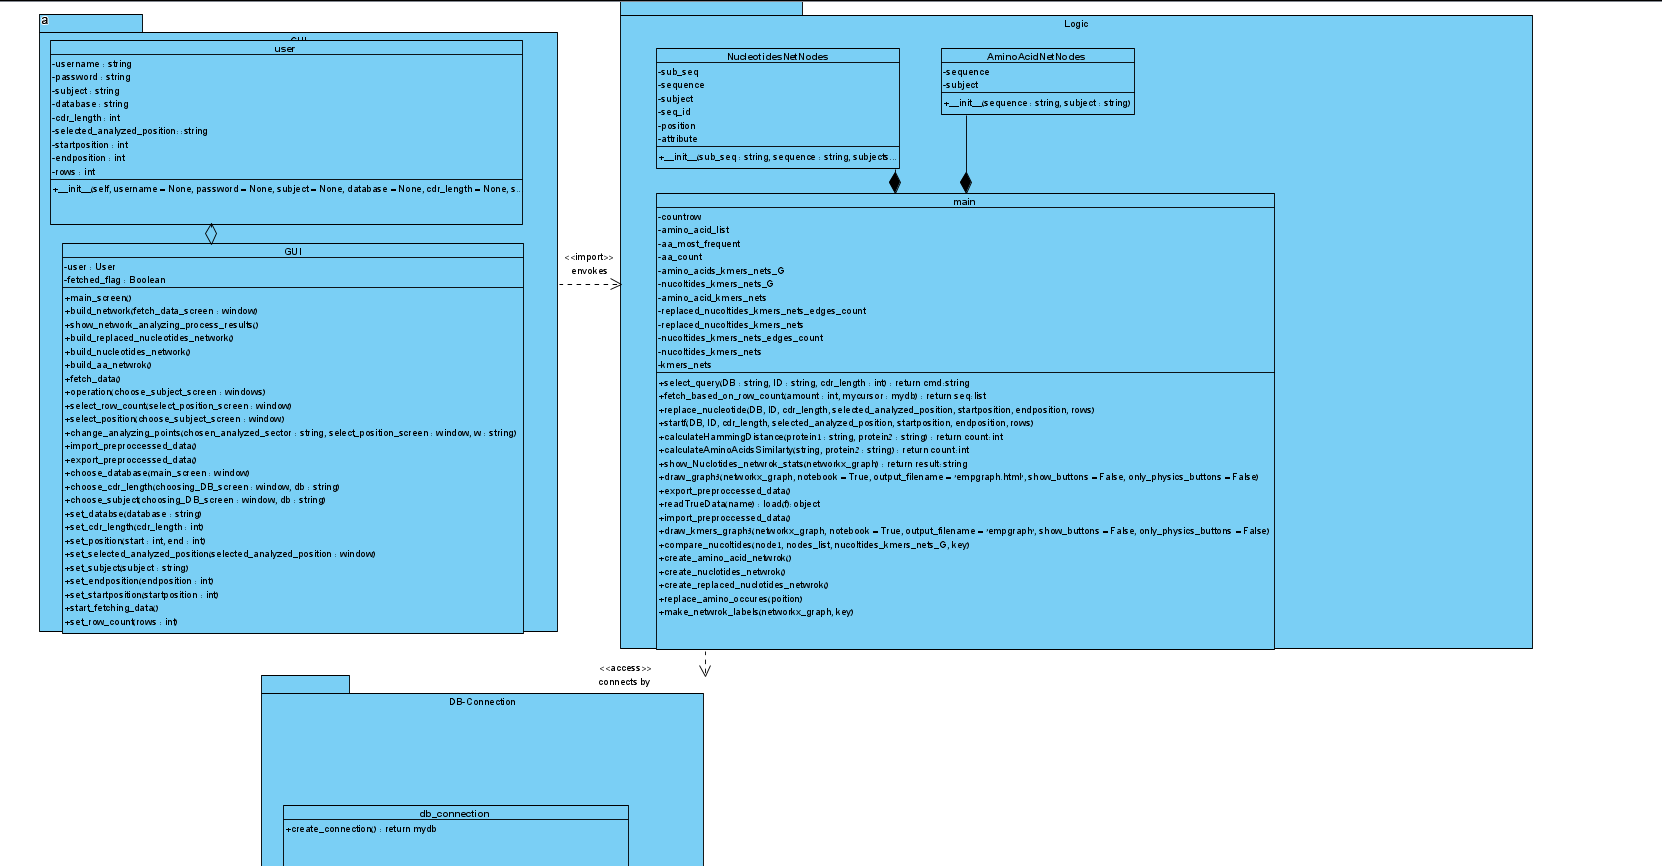 a
GUI
user
-username : string
-password : string
-subject : string
-database : string
-cdr_length : int
-selected_analyzed_position : string
-startposition : int
-endposition : int
-rows : int
+__init__(self, username = None, password = None, subject = None, database = None, cdr_length = None, s...
GUI
-user : User
-fetched_flag : Boolean
+main_screen()
+build_network(fetch_data_screen : window)
+show_network_analyzing_process_results()
+build_replaced_nucleotides_network()
+build_nucleotides_network()
+build_aa_netwrok()
+fetch_data()
+operation(choose_subject_screen : windows)
+select_row_count(select_position_screen : window)
+select_position(choose_subject_screen : window)
+change_analyzing_points(chosen_analyzed_sector : string, select_position_screen : window, w : string)
+import_preproccessed_data()
+export_preproccessed_data()
+choose_database(main_screen : window)
+choose_cdr_length(choosing_DB_screen : window, db : string)
+choose_subject(choosing_DB_screen : window, db : string)
+set_databse(database : string)
+set_cdr_length(cdr_length : int)
+set_position(start : int, end : int)
+set_selected_analyzed_position(selected_analyzed_position : window)
+set_subject(subject : string)
+set_endposition(endposition : int)
+set_startposition(startposition : int)
+start_fetching_data()
+set_row_count(rows : int)
<<import>>
envokes
Logic
NucleotidesNetNodes
-sub_seq
-sequence
-subject
-seq_id
-position
-attribute
+__init__(sub_seq : string, sequence : string, subjects...
AminoAcidNetNodes
-sequence
-subject
+__init__(sequence : string, subject : string)
main
-countrow
-amino_acid_list
-aa_most_frequent
-aa_count
-amino_acids_kmers_nets_G
-nucoltides_kmers_nets_G
-amino_acid_kmers_nets
-replaced_nucoltides_kmers_nets_edges_count
-replaced_nucoltides_kmers_nets
-nucoltides_kmers_nets_edges_count
-nucoltides_kmers_nets
-kmers_nets
+select_query(DB : string, ID : string, cdr_length : int) : return cmd:string
+fetch_based_on_row_count(amount : int, mycursor : mydb) : return seq:list
+replace_nucleotide(DB, ID, cdr_length, selected_analyzed_position, startposition, endposition, rows)
+startf(DB, ID, cdr_length, selected_analyzed_position, startposition, endposition, rows)
+calculateHammingDistance(protein1 : string, protein2 : string) : return count:int
+calculateAminoAcidsSimilarty(string, protein2 : string) : return count:int
+show_Nuclotides_netwrok_stats(networkx_graph) : return result:string
+draw_graph3(networkx_graph, notebook = True, output_filename = 'empgraph.html', show_buttons = False, only_physics_buttons = False)
+export_preproccessed_data()
+readTrueData(name) : load(f): object
+import_preproccessed_data()
+draw_kmers_graph3(networkx_graph, notebook = True, output_filename = 'empgraph', show_buttons = False, only_physics_buttons = False)
+compare_nucoltides(node1, nodes_list, nucoltides_kmers_nets_G, key)
+create_amino_acid_netwrok()
+create_nuclotides_netwrok()
+create_replaced_nuclotides_netwrok()
+replace_amino_occures(poition)
+make_netwrok_labels(networkx_graph, key)
<<access>>
connects by
DB-Connection
db_connection
+create_connection() : return mydb